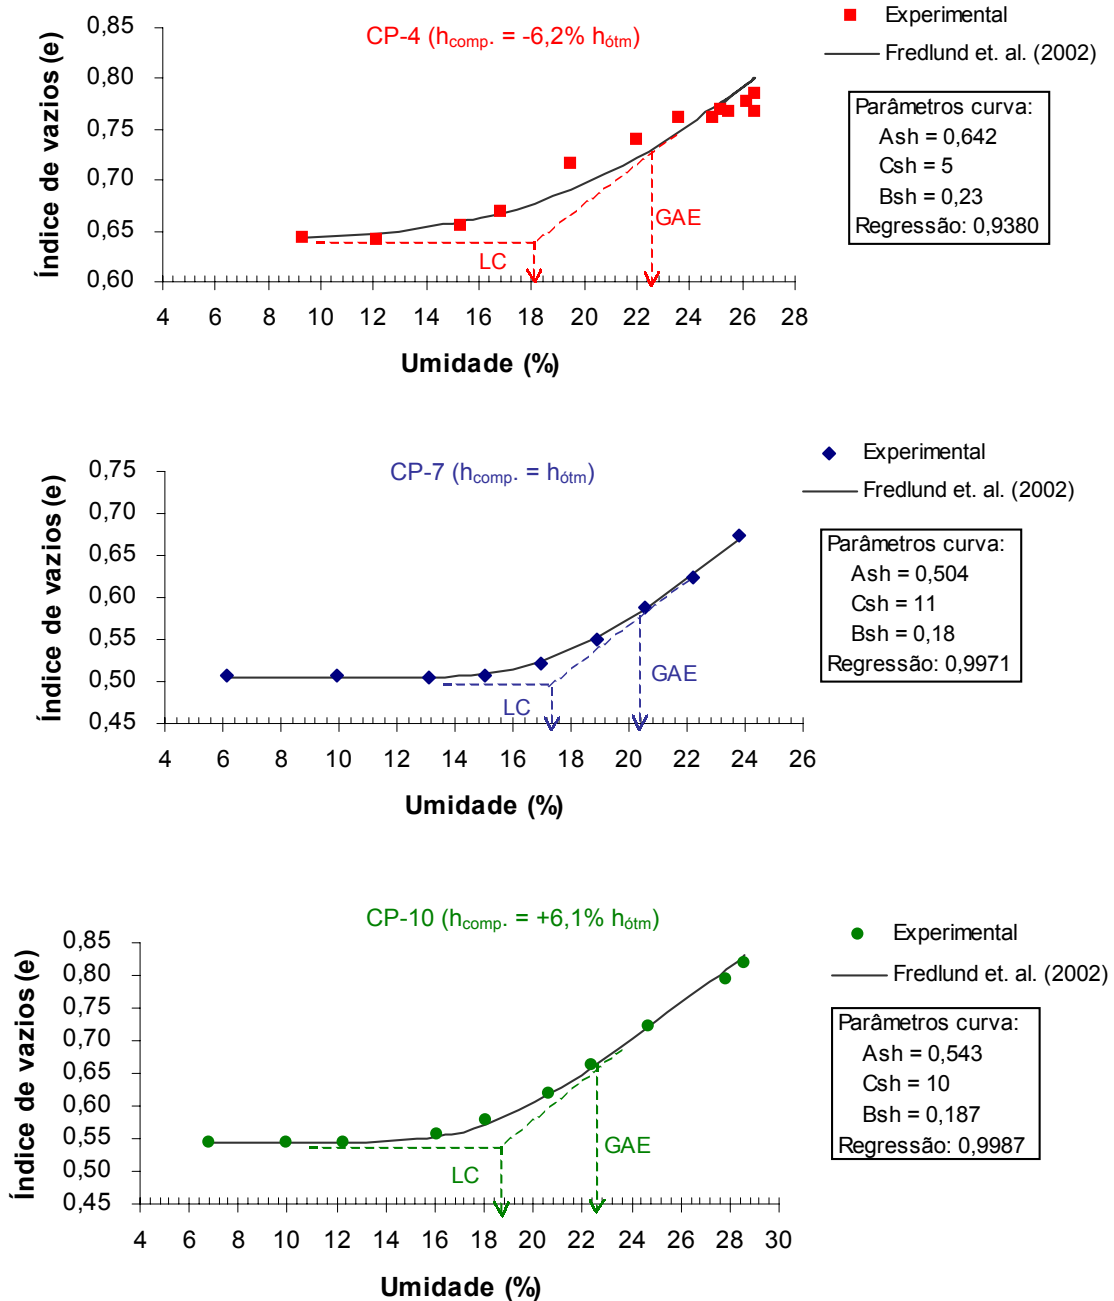 CP-4 (hcomp. = -6,2% hótm)
Experimental
Fredlund et. al. (2002)
Parâmetros curva:
Ash = 0,642
Csh = 5
Bsh = 0,23
Regressão: 0,9380
Índice de vazios (e)
0,85
0,80
0,75
0,70
0,65
0,60
LC
GAE
4 6 8 10 12 14 16 18 20 22 24 26 28
Umidade (%)
CP-7 (hcomp. = hótm)
Experimental
Fredlund et. al. (2002)
Parâmetros curva:
Ash = 0,504
Csh = 11
Bsh = 0,18
Regressão: 0,9971
Índice de vazios (e)
0,75
0,70
0,65
0,60
0,55
0,50
0,45
LC
GAE
4 6 8 10 12 14 16 18 20 22 24 26
Umidade (%)
CP-10 (hcomp. = +6,1% hótm)
Experimental
Fredlund et. al. (2002)
Parâmetros curva:
Ash = 0,543
Csh = 10
Bsh = 0,187
Regressão: 0,9987
Índice de vazios (e)
0,85
0,80
0,75
0,70
0,65
0,60
0,55
0,50
0,45
LC
GAE
4 6 8 10 12 14 16 18 20 22 24 26 28 30
Umidade (%)